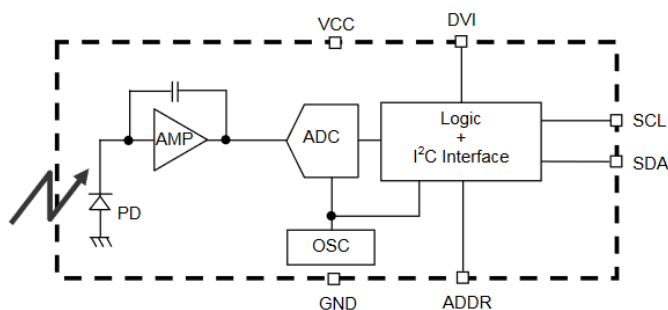 VCC
DVI
AMP
ADC
Logic
+
I²C Interface
SCL
SDA
PD
OSC
GND
ADDR